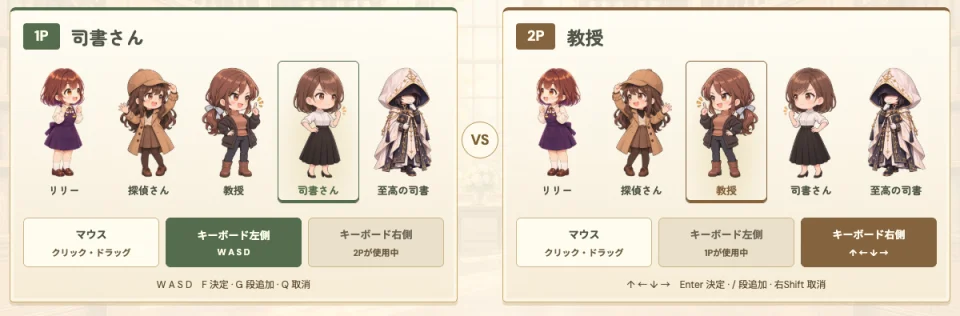 1P 司書さん
リリー
探偵さん
教授
司書さん
至高の司書
マウス
クリック・ドラッグ
キーボード左側
W A S D
キーボード右側
2Pが使用中
W A S D F 決定 · G 段追加 · Q 取消
VS
2P 教授
リリー
探偵さん
教授
司書さん
至高の司書
マウス
クリック・ドラッグ
キーボード左側
1Pが使用中
キーボード右側
↑ ← ↓ →
↑ ← ↓ → Enter 決定 · / 段追加 · 右Shift 取消